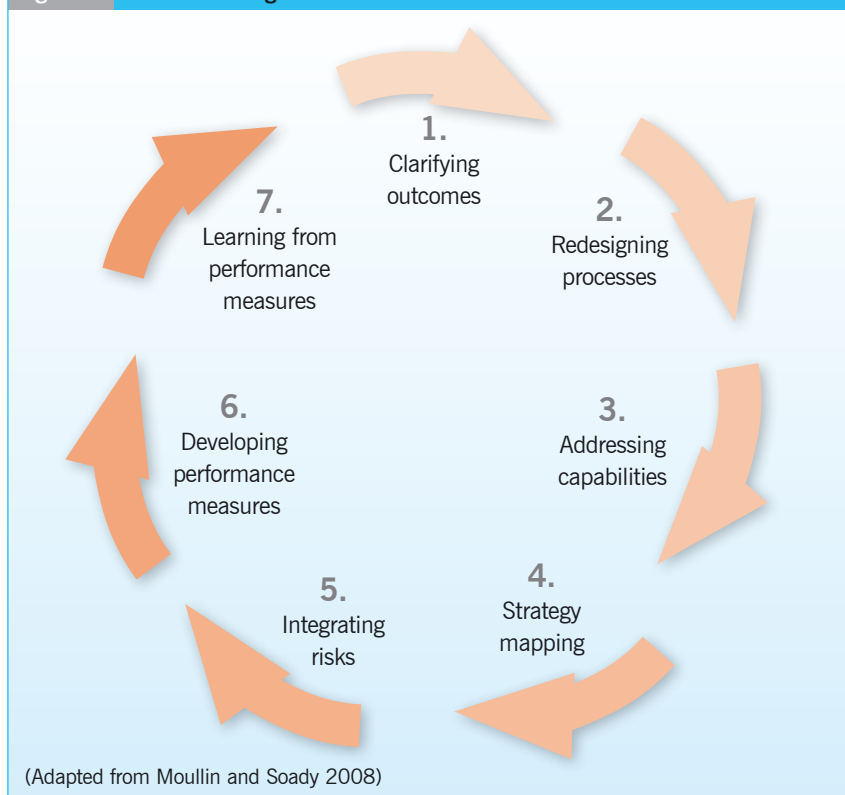 1.
Clarifying
outcomes
2.
Redesigning
processes
3.
Addressing
capabilities
4.
Strategy
mapping
5.
Integrating
risks
6.
Developing
performance
measures
7.
Learning from
performance
measures
(Adapted from Moullin and Soady 2008)